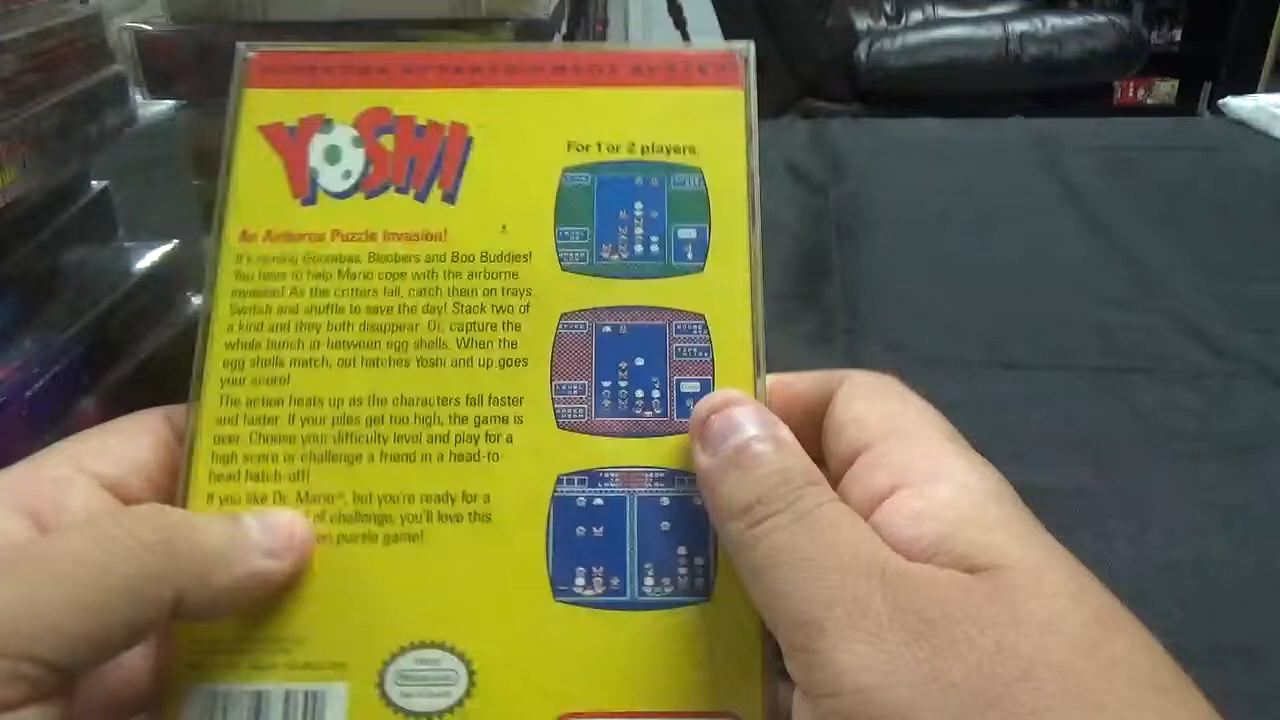 YOSHI
For 1 or 2 players.
An Airborne Puzzle Invasion!
It's raining Goombas, Bloobers and Boo Buddies!
You have to help Mario cope with the airborne
invasion! As the critters fall, catch them on trays.
Switch and shuffle to save the day! Stack two of
a kind and they both disappear. Or, capture the
whole bunch in-between egg shells. When the
egg shells match, out hatches Yoshi and up goes
your score!
The action heats up as the characters fall faster
and faster. If your piles get too high, the game is
over. Choose your difficulty level and play for a
high score or challenge a friend in a head-to-
head hatch-off!
If you like Dr. Mario™, but you're ready for a
of challenge, you'll love this
puzzle game!
Nintendo